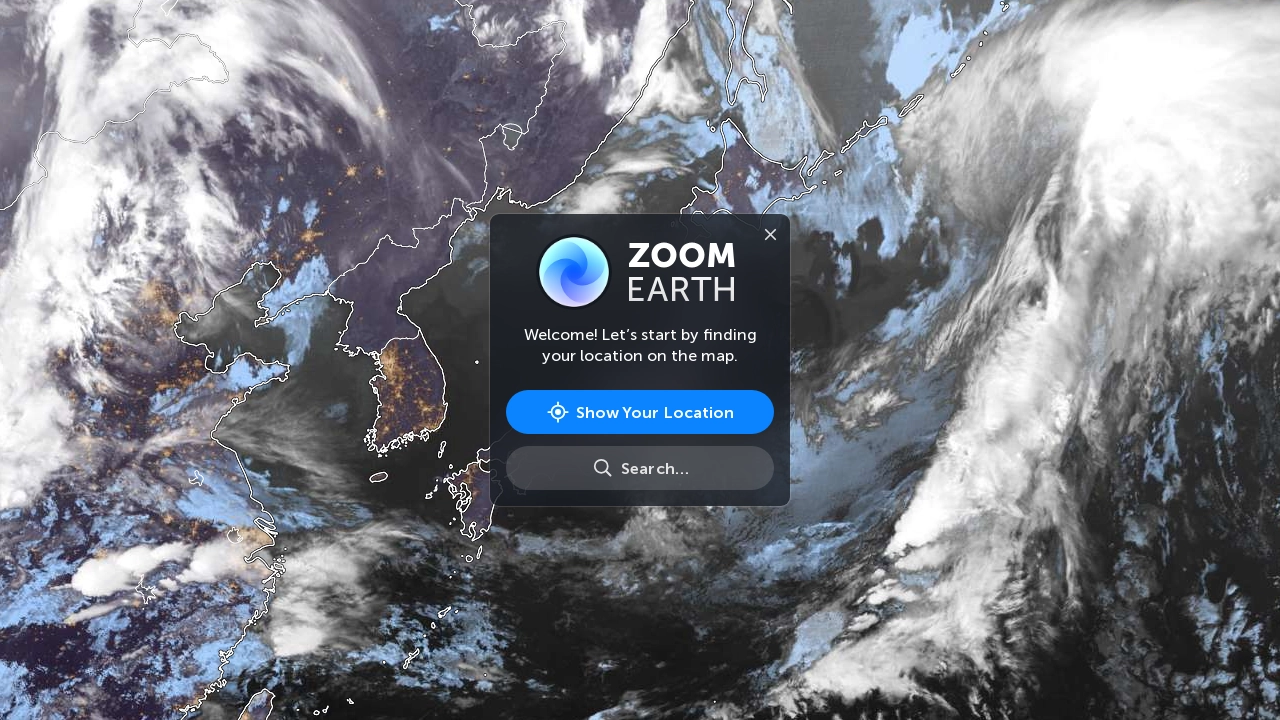 ZOOM
EARTH
Welcome! Let’s start by finding
your location on the map.
Show Your Location
Search…